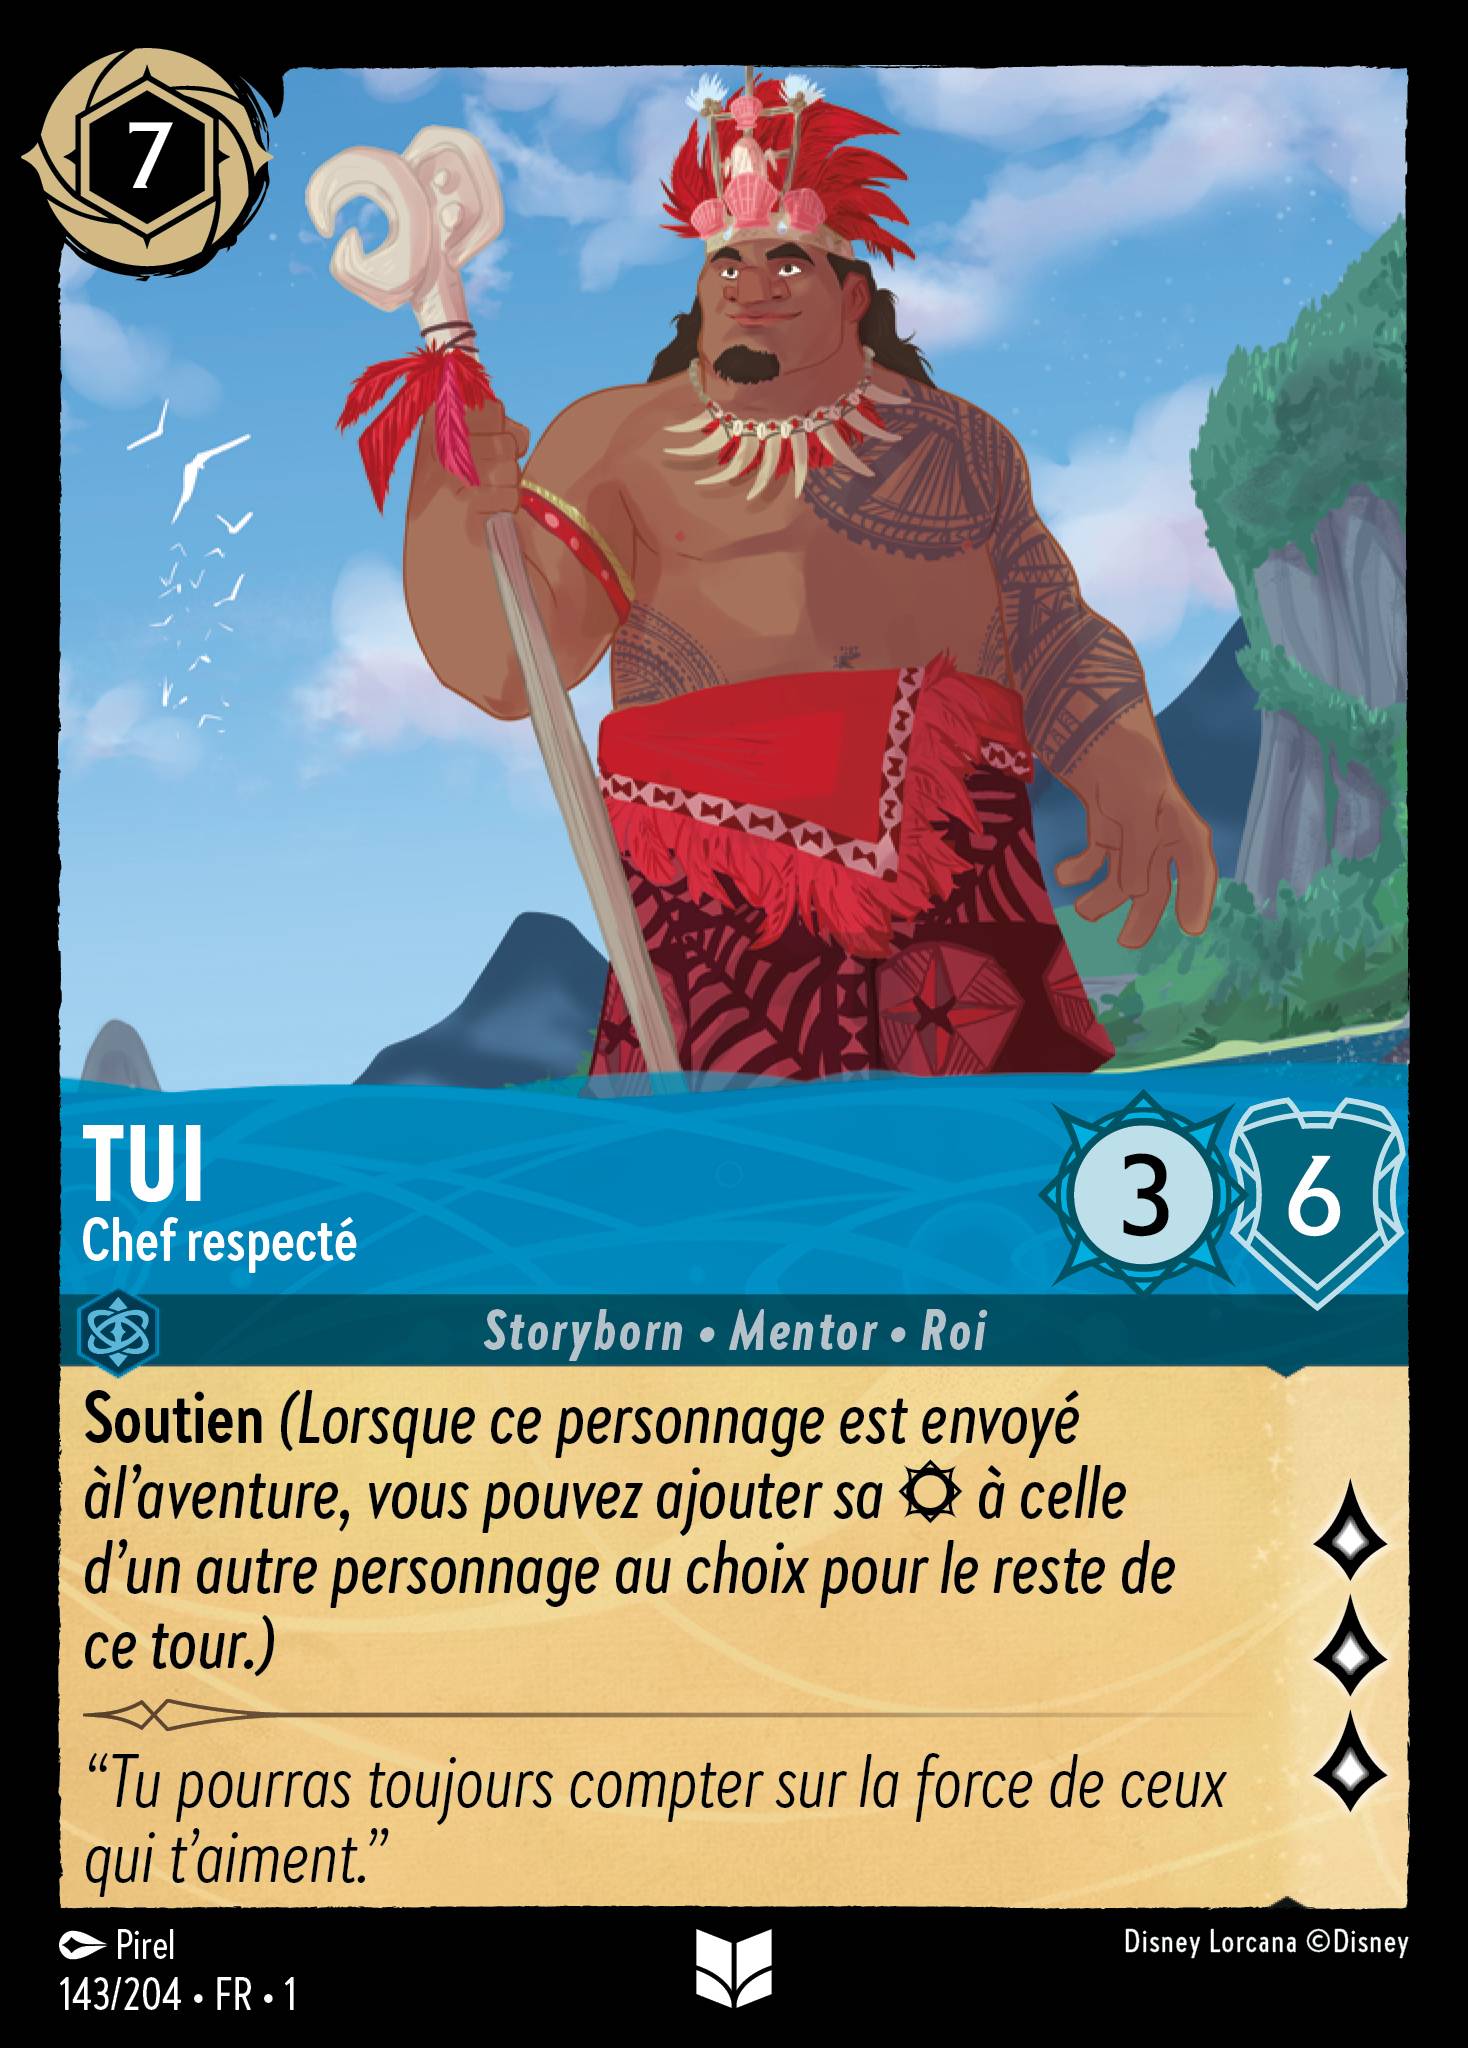 7
TUI
Chef respecté
3
6
Storyborn • Mentor • Roi
Soutien (Lorsque ce personnage est envoyé
àl’aventure, vous pouvez ajouter sa à celle
d’un autre personnage au choix pour le reste de
ce tour.)
“Tu pourras toujours compter sur la force de ceux
qui t’aiment.”
Pirel
Disney Lorcana ©Disney
143/204 • FR • 1